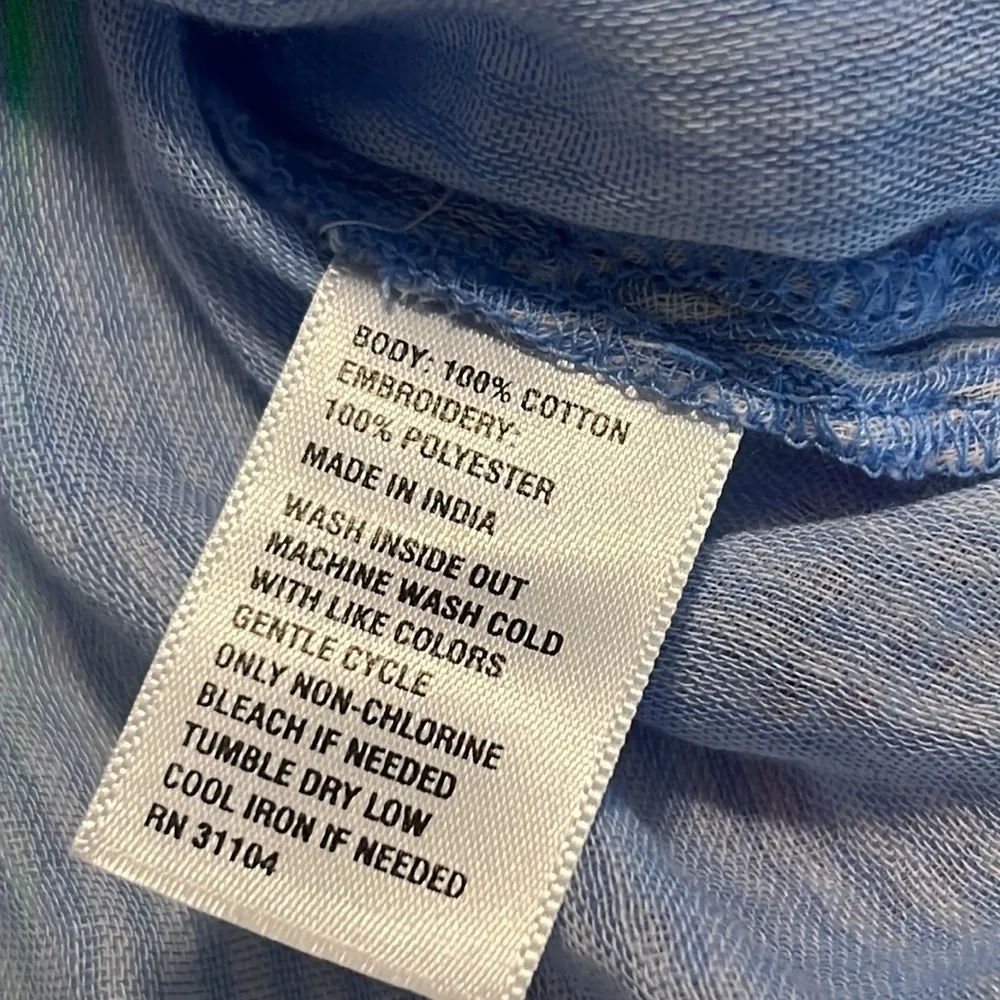 BODY: 100% COTTON
EMBROIDERY:
100% POLYESTER
MADE IN INDIA
WASH INSIDE OUT
MACHINE WASH COLD
WITH LIKE COLORS
GENTLE CYCLE
ONLY NON-CHLORINE
BLEACH IF NEEDED
TUMBLE DRY LOW
COOL IRON IF NEEDED
RN 31104